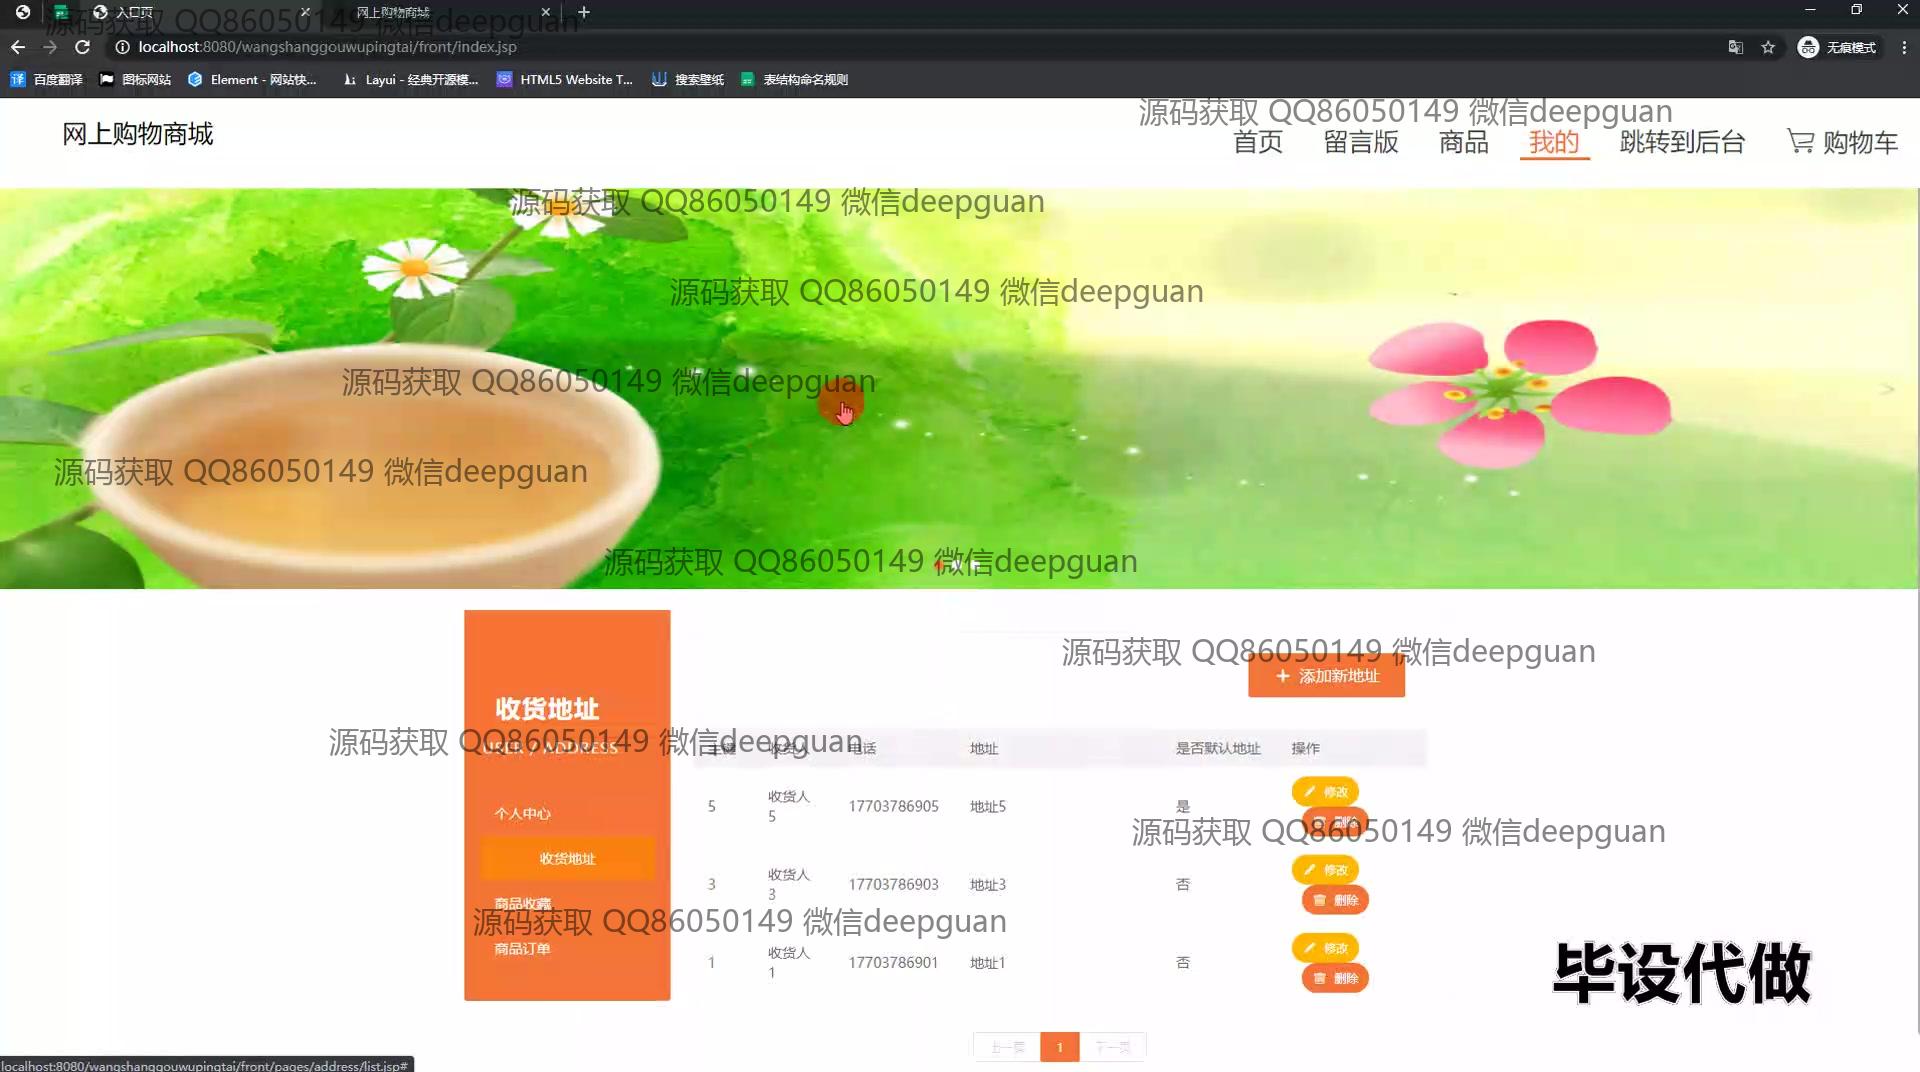 入口页
网上购物商城
源码获取 QQ86050149 微信deepguan
localhost:8080/wangshanggouwupingtai/front/index.jsp
无痕模式
百度翻译
图标网站
Element - 网站快...
Layui - 经典开源模...
HTML5 Website T...
搜索壁纸
表结构命名规则
源码获取 QQ86050149 微信deepguan
网上购物商城
首页
留言版
商品
我的
跳转到后台
购物车
源码获取 QQ86050149 微信deepguan
源码获取 QQ86050149 微信deepguan
源码获取 QQ86050149 微信deepguan
源码获取 QQ86050149 微信deepguan
源码获取 QQ86050149 微信deepguan
源码获取 QQ86050149 微信deepguan
添加新地址
收货地址
USER / ADDRESS
源码获取 QQ86050149 微信deepguan
主键 收货人 电话 地址 是否默认地址 操作
个人中心
收货地址
商品收藏
商品订单
5 收货人5 17703786905 地址5 是 修改 删除
源码获取 QQ86050149 微信deepguan
3 收货人3 17703786903 地址3 否 修改 删除
源码获取 QQ86050149 微信deepguan
1 收货人1 17703786901 地址1 否 修改 删除
毕设代做
上一页 1 下一页
localhost:8080/wangshanggouwupingtai/front/pages/address/list.jsp#